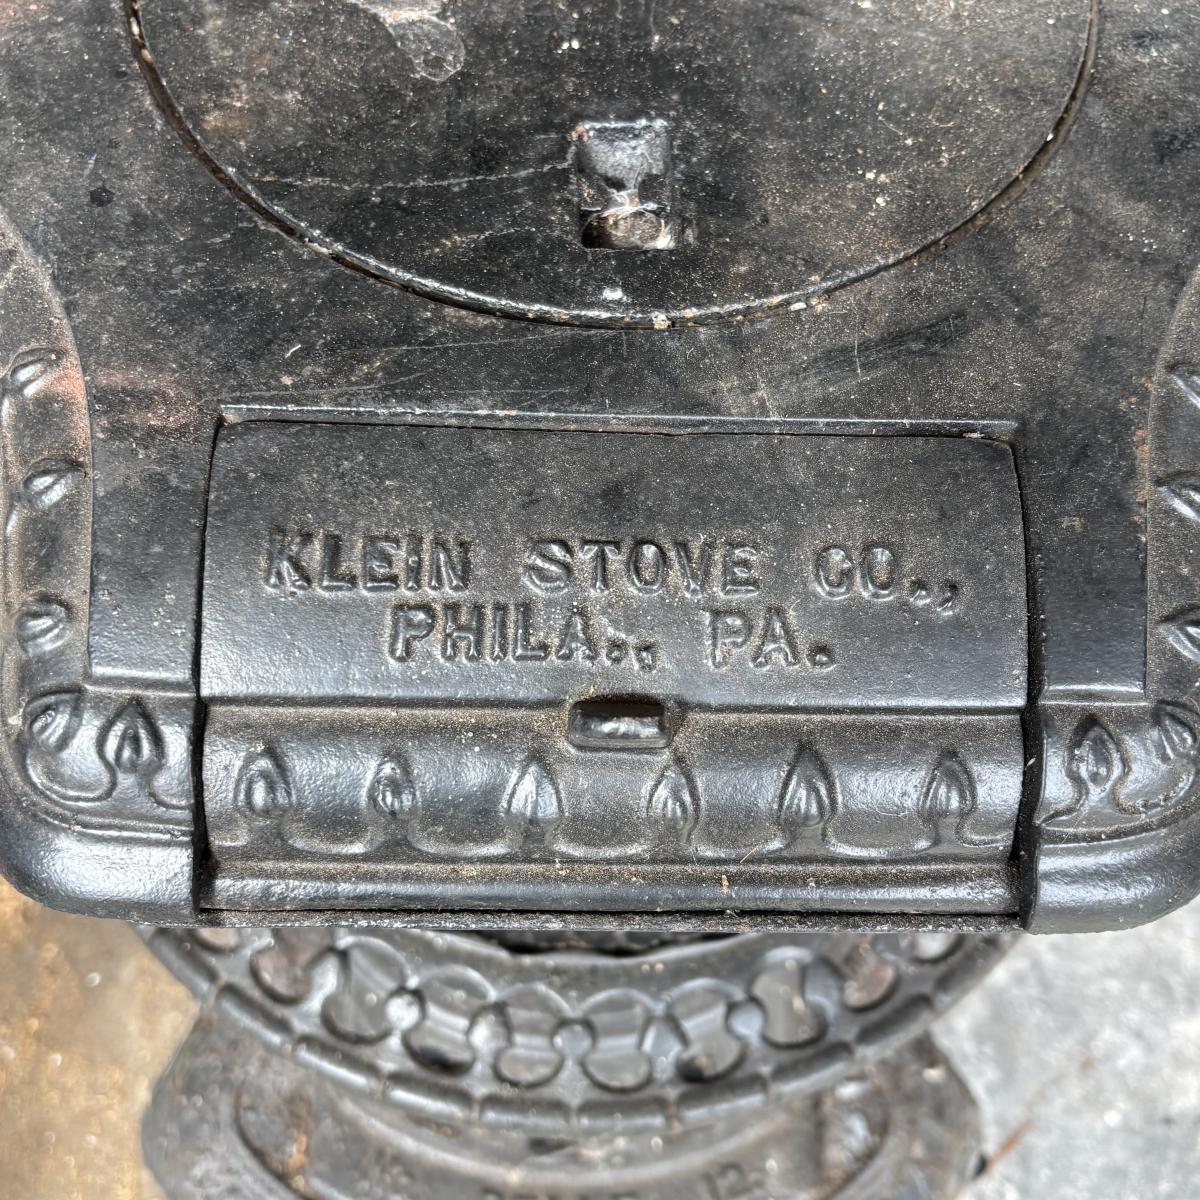 KLEIN STOVE CO.,
PHILA., PA.